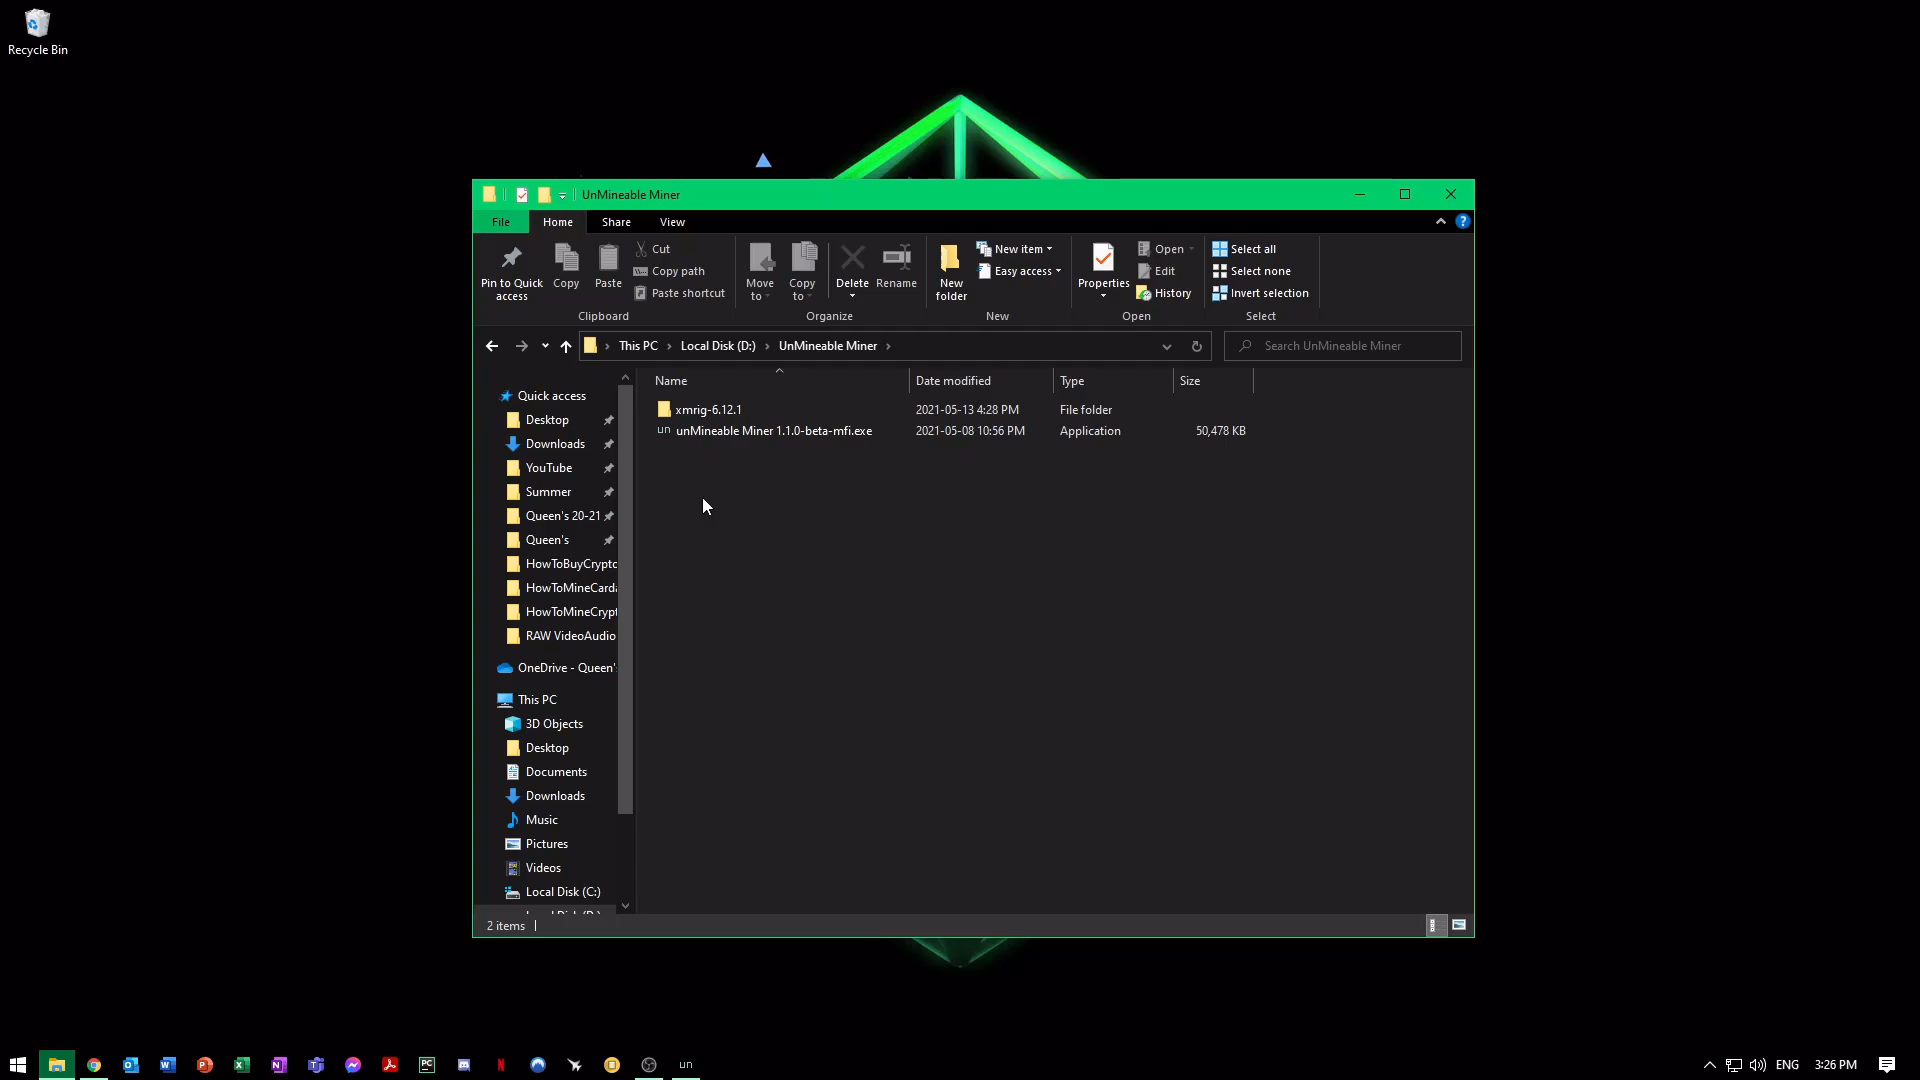 Recycle Bin
UnMineable Miner
File Home Share View
Pin to Quick access
Copy
Paste
Cut
Copy path
Paste shortcut
Clipboard
Move to
Copy to
Delete
Rename
Organize
New folder
New item
Easy access
New
Properties
Open
Edit
History
Open
Select all
Select none
Invert selection
Select
This PC > Local Disk (D:) > UnMineable Miner >
Search UnMineable Miner
Name Date modified Type Size
xmrig-6.12.1 2021-05-13 4:28 PM File folder
un unMineable Miner 1.1.0-beta-mfi.exe 2021-05-08 10:56 PM Application 50,478 KB
Quick access
Desktop
Downloads
YouTube
Summer
Queen's 20-21
Queen's
HowToBuyCrypto
HowToMineCarda
HowToMineCrypt
RAW VideoAudio
OneDrive - Queen's
This PC
3D Objects
Desktop
Documents
Downloads
Music
Pictures
Videos
Local Disk (C:)
2 items
un
ENG 3:26 PM